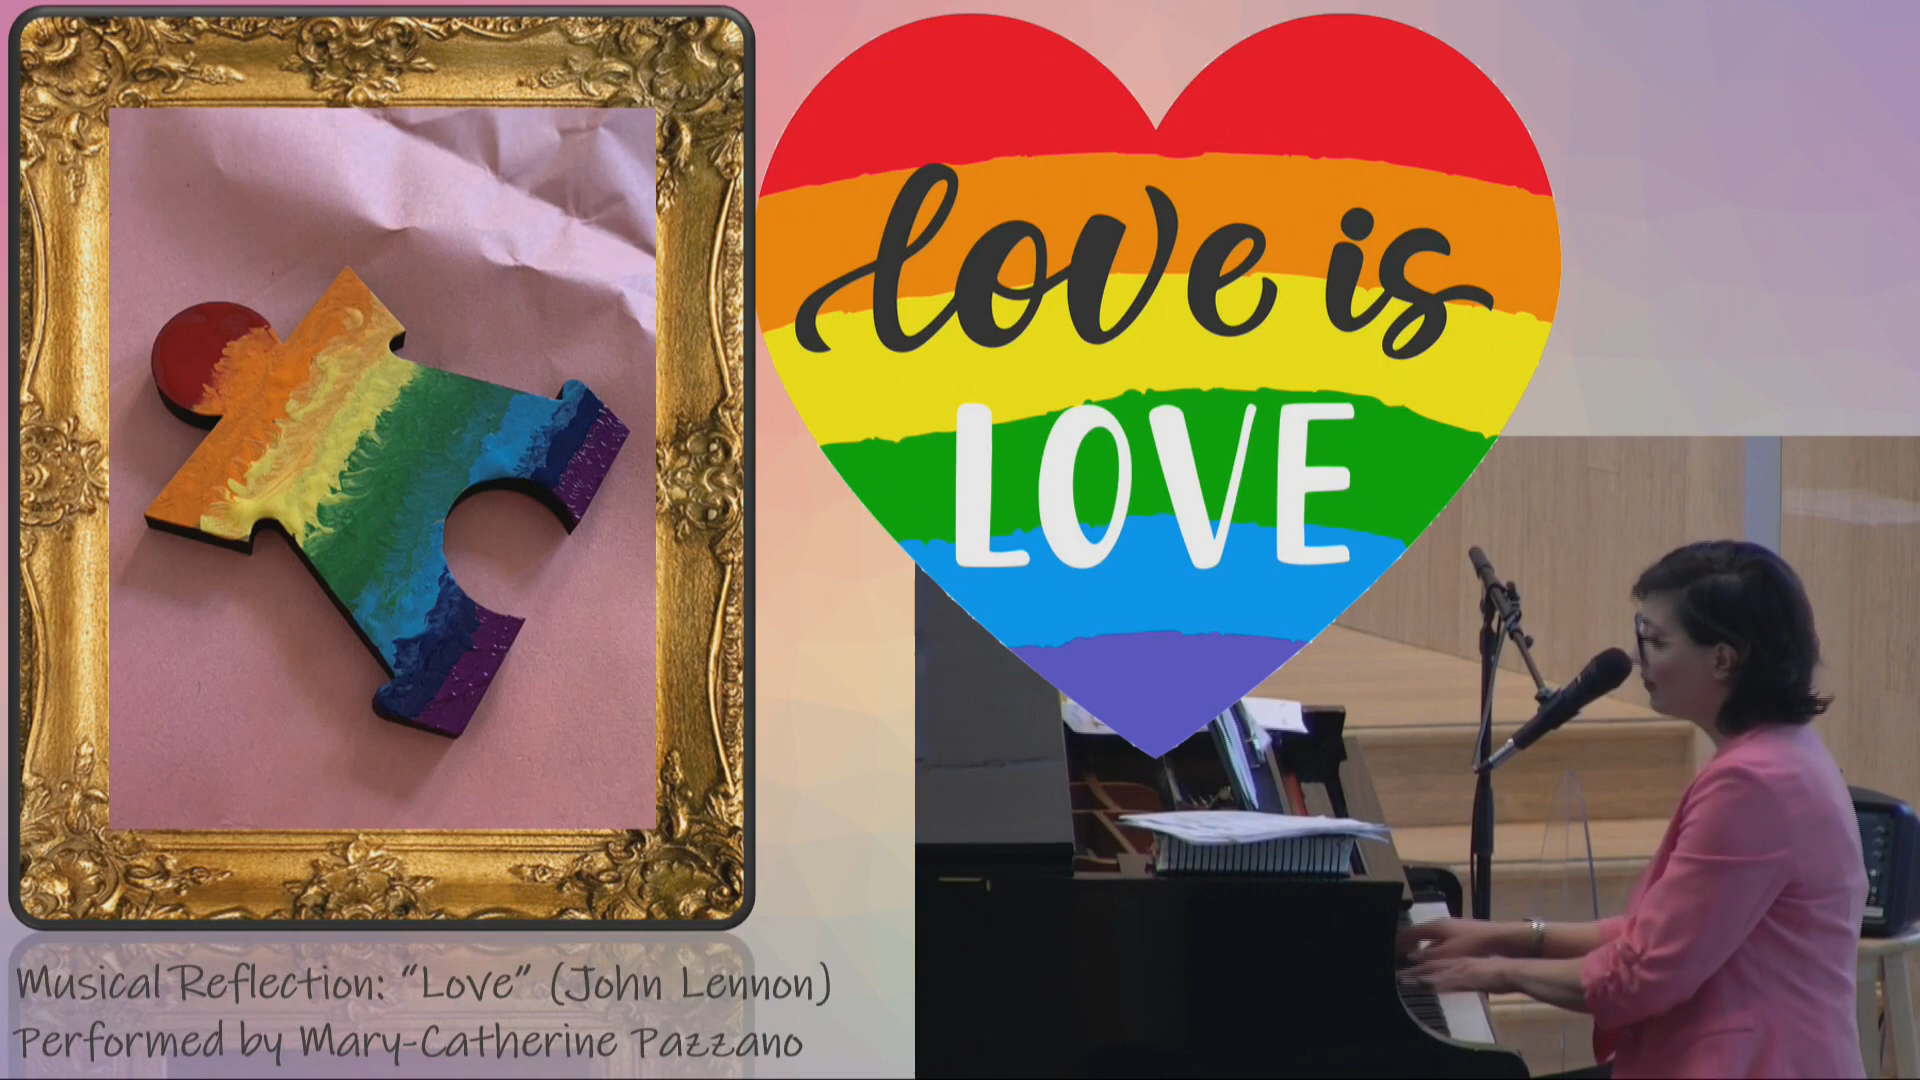 love is
LOVE
Musical Reflection: “Love” (John Lennon)
Performed by Mary-Catherine Pazzano